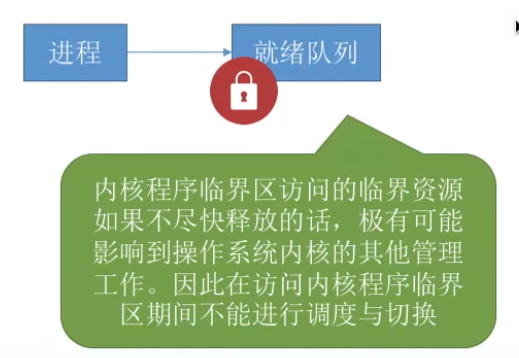 进程
就绪队列
内核程序临界区访问的临界资源
如果不尽快释放的话，极有可能
影响到操作系统内核的其他管理
工作。因此在访问内核程序临界
区期间不能进行调度与切换